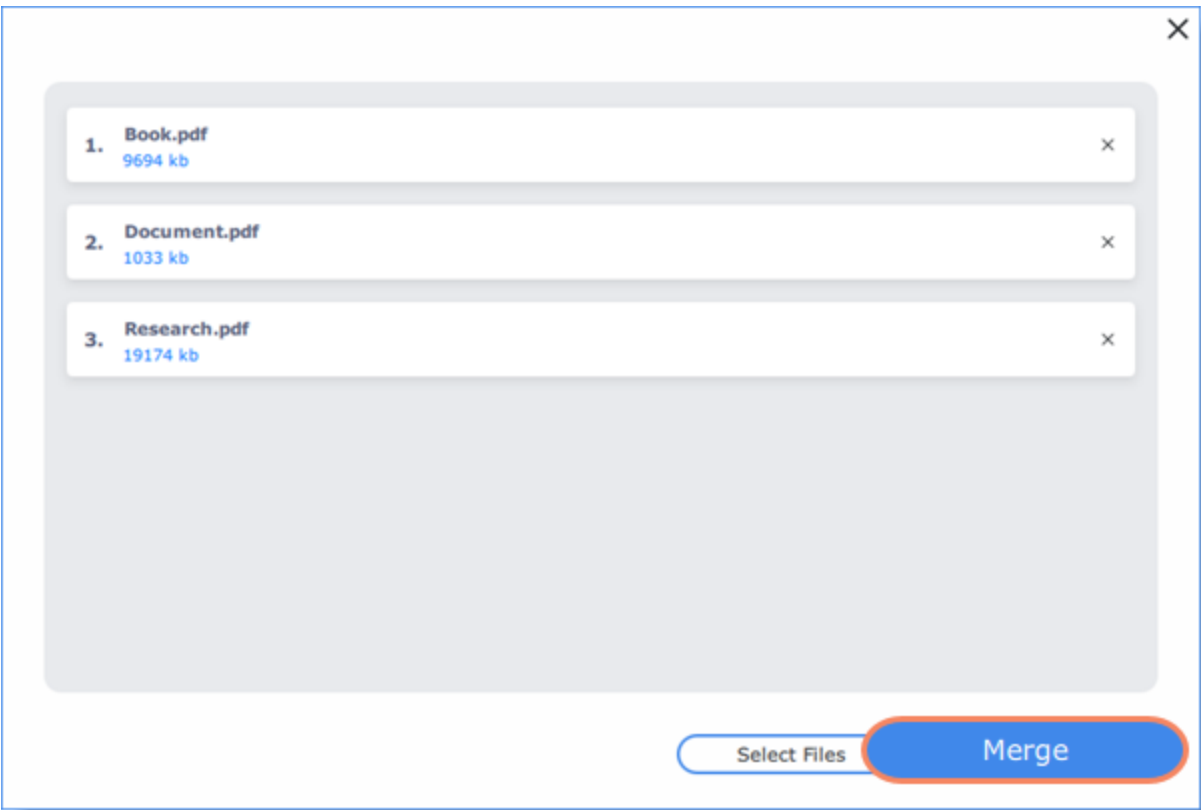 1. Book.pdf
9694 kb
2. Document.pdf
1033 kb
3. Research.pdf
19174 kb
Select Files
Merge